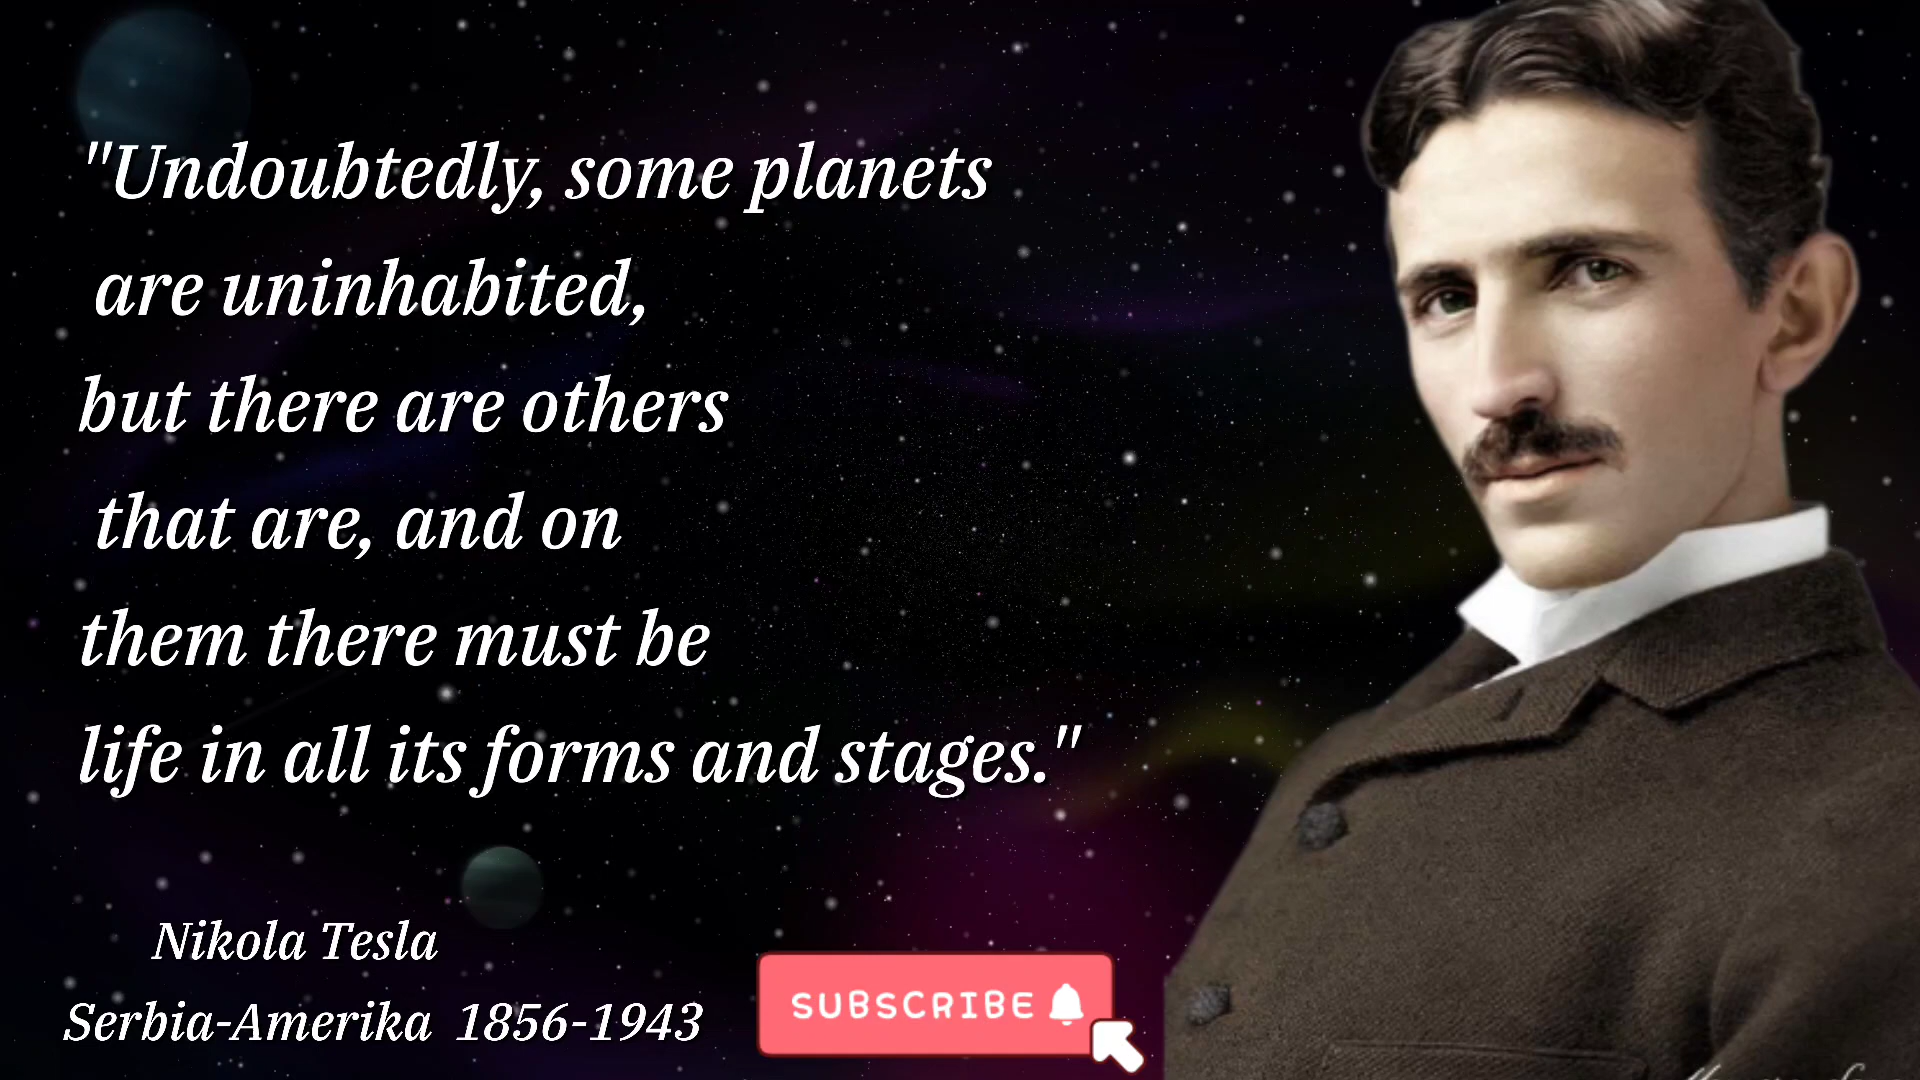 "Undoubtedly, some planets
are uninhabited,
but there are others
that are, and on
them there must be
life in all its forms and stages."
Nikola Tesla
Serbia-Amerika 1856-1943
SUBSCRIBE